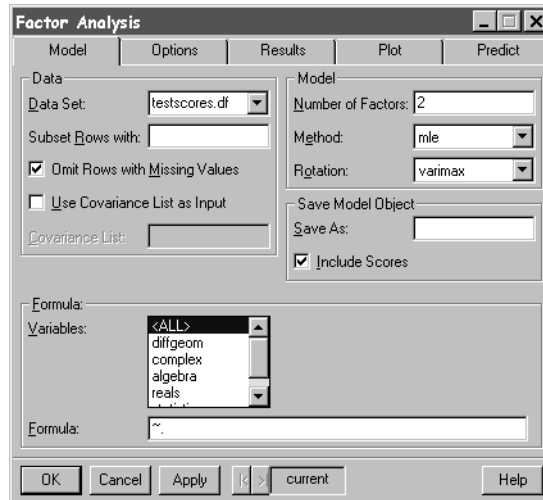 Factor Analysis
Model
Options
Results
Plot
Predict
Data
Data Set:
testscores.df
Subset Rows with:
Omit Rows with Missing Values
Use Covariance List as Input
Covariance List:
Model
Number of Factors: 2
Method:
mle
Rotation:
varimax
Save Model Object
Save As:
Include Scores
Formula:
Variables:
<ALL>
diffgeom
complex
algebra
reals
Formula:
~.
OK
Cancel
Apply
current
Help